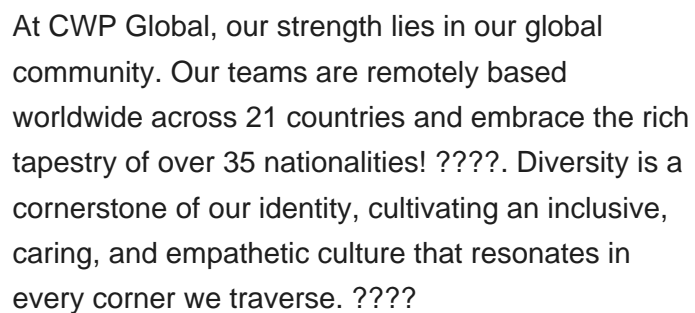 At CWP Global, our strength lies in our global
community. Our teams are remotely based
worldwide across 21 countries and embrace the rich
tapestry of over 35 nationalities! ????. Diversity is a
cornerstone of our identity, cultivating an inclusive,
caring, and empathetic culture that resonates in
every corner we traverse. ????